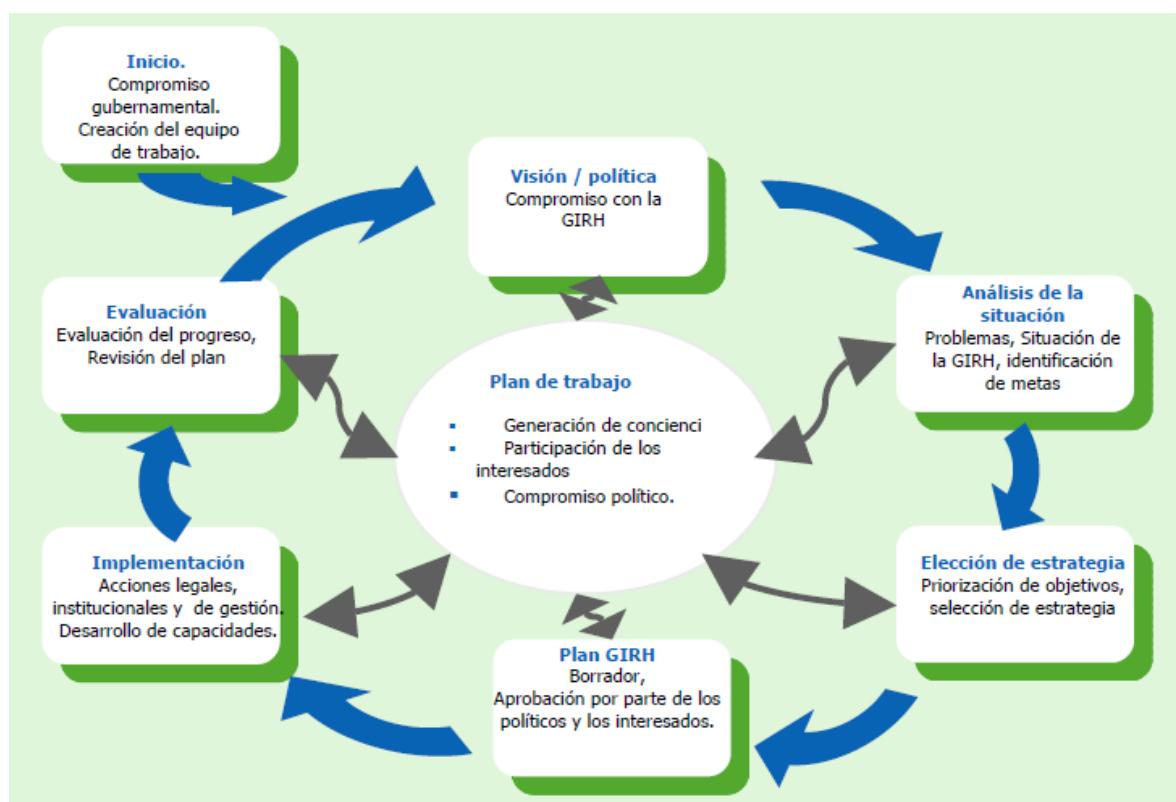 Inicio.
Compromiso
gubernamental.
Creación del equipo
de trabajo.
Visión / política
Compromiso con la
GIRH
Análisis de la
situación
Problemas, Situación de
la GIRH, identificación
de metas
Evaluación
Evaluación del progreso,
Revisión del plan
Plan de trabajo
▪ Generación de concienci
▪ Participación de los
interesados
▪ Compromiso político.
Implementación
Acciones legales,
institucionales y de gestión.
Desarrollo de capacidades.
Elección de estrategia
Priorización de objetivos,
selección de estrategia
Plan GIRH
Borrador,
Aprobación por parte de los
políticos y los interesados.